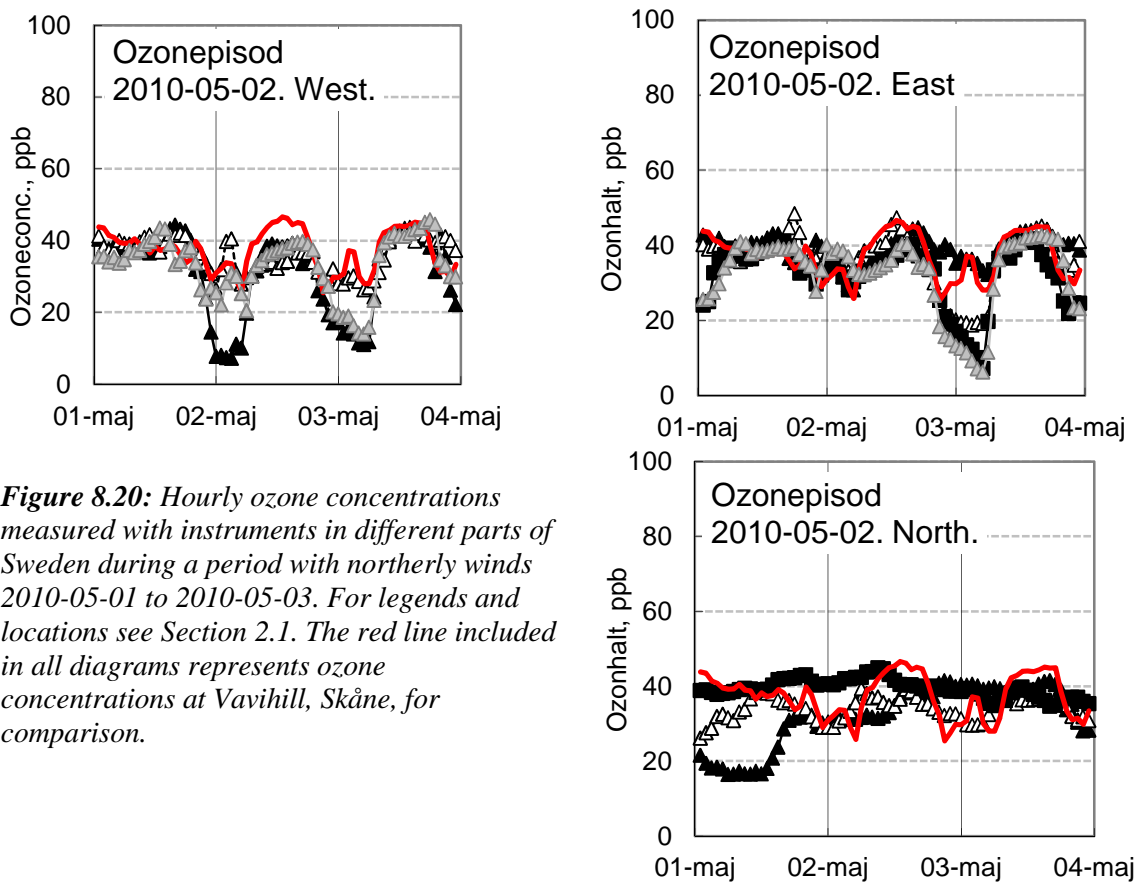 Ozonepisod
2010-05-02. West.
Ozoneconc., ppb
100
80
60
40
20
0
01-maj 02-maj 03-maj 04-maj
Ozonepisod
2010-05-02. East
Ozonhalt, ppb
100
80
60
40
20
0
01-maj 02-maj 03-maj 04-maj
Figure 8.20: Hourly ozone concentrations
measured with instruments in different parts of
Sweden during a period with northerly winds
2010-05-01 to 2010-05-03. For legends and
locations see Section 2.1. The red line included
in all diagrams represents ozone
concentrations at Vavihill, Skåne, for
comparison.
Ozonepisod
2010-05-02. North.
Ozonhalt, ppb
100
80
60
40
20
0
01-maj 02-maj 03-maj 04-maj